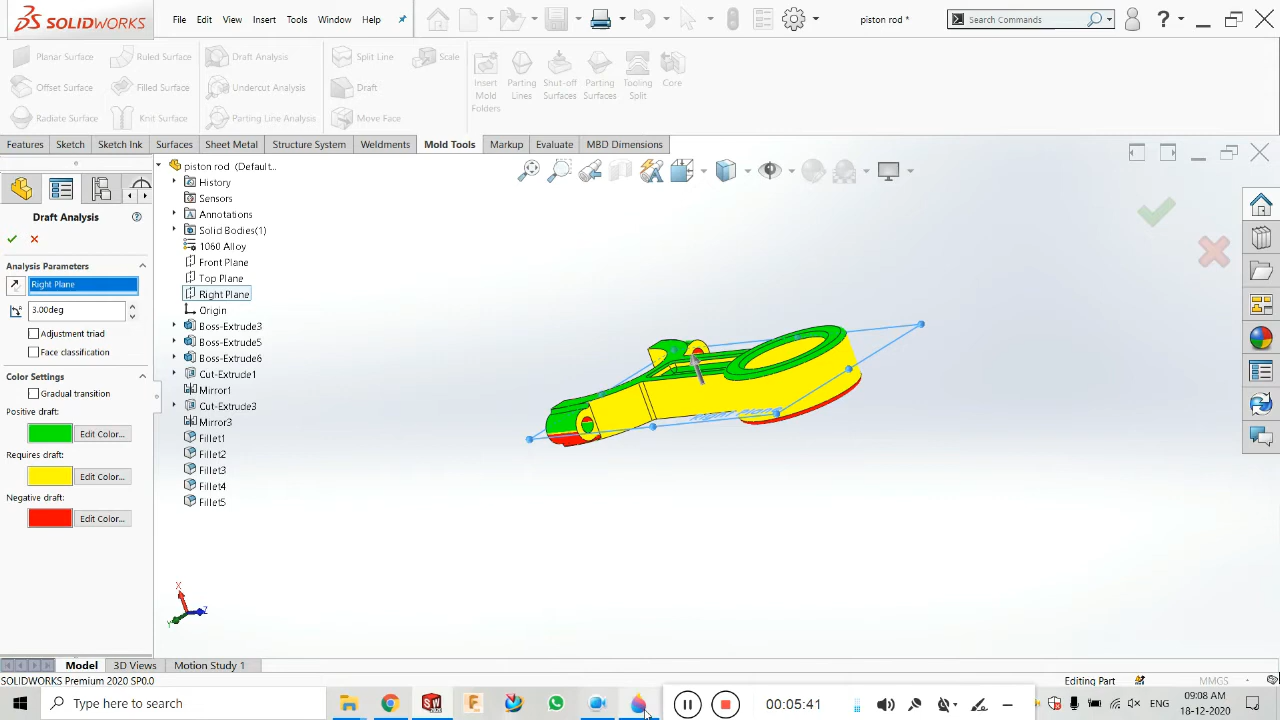 SOLIDWORKS
File Edit View Insert Tools Window Help
piston rod *
Search Commands
Planar Surface Ruled Surface Draft Analysis Split Line Scale
Offset Surface Filled Surface Undercut Analysis Draft
Radiate Surface Knit Surface Parting Line Analysis Move Face
Insert Mold Folders
Parting Lines
Shut-off Surfaces
Parting Surfaces
Tooling Split
Core
Features Sketch Sketch Ink Surfaces Sheet Metal Structure System Weldments Mold Tools Markup Evaluate MBD Dimensions
Draft Analysis
Analysis Parameters
Right Plane
3.00deg
Adjustment triad
Face classification
Color Settings
Gradual transition
Positive draft:
Edit Color...
Requires draft:
Edit Color...
Negative draft:
Edit Color...
piston rod (Default..
History
Sensors
Annotations
Solid Bodies(1)
1060 Alloy
Front Plane
Top Plane
Right Plane
Origin
Boss-Extrude3
Boss-Extrude5
Boss-Extrude6
Cut-Extrude1
Mirror1
Cut-Extrude3
Mirror3
Fillet1
Fillet2
Fillet3
Fillet4
Fillet5
X
Z
Y
Model 3D Views Motion Study 1
SOLIDWORKS Premium 2020 SP0.0
Editing Part
MMGS
Type here to search
00:05:41
09:08 AM
18-12-2020